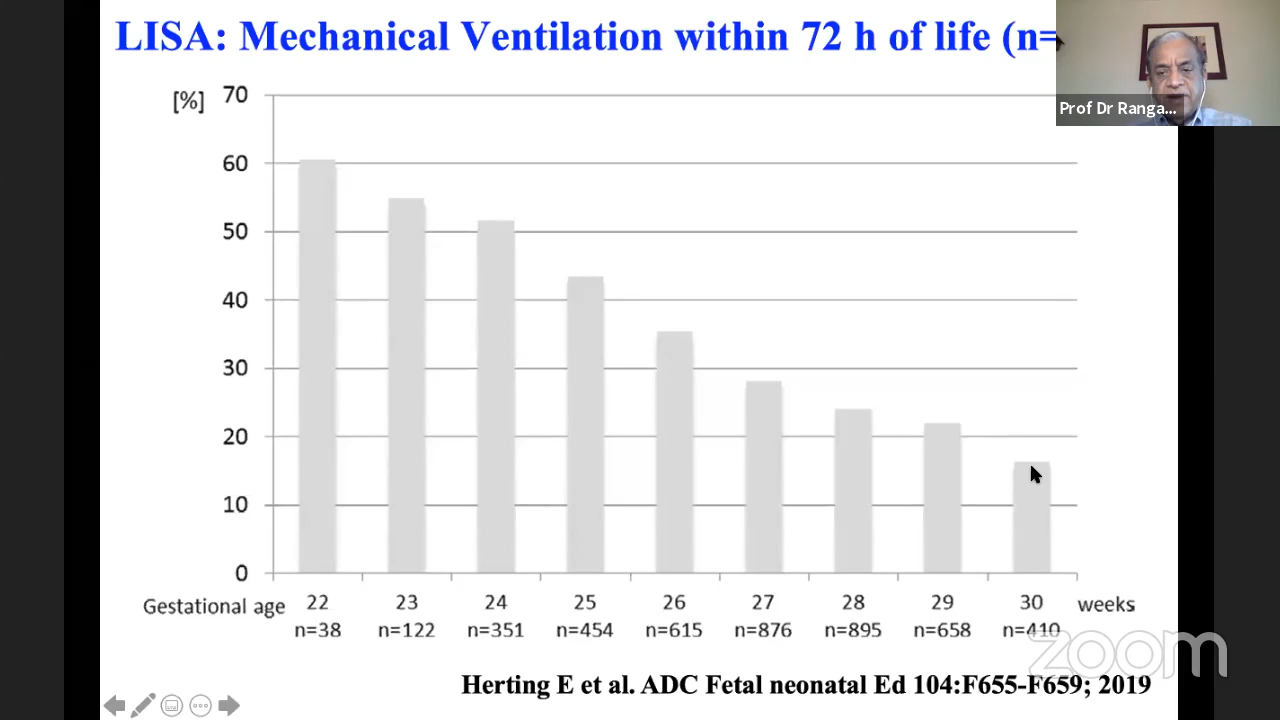 LISA: Mechanical Ventilation within 72 h of life (n=
Prof Dr Ranga...
[%]
70
60
50
40
30
20
10
0
Gestational age 22 23 24 25 26 27 28 29 30 weeks
n=38 n=122 n=351 n=454 n=615 n=876 n=895 n=658 n=410
zoom
Herting E et al. ADC Fetal neonatal Ed 104:F655-F659; 2019